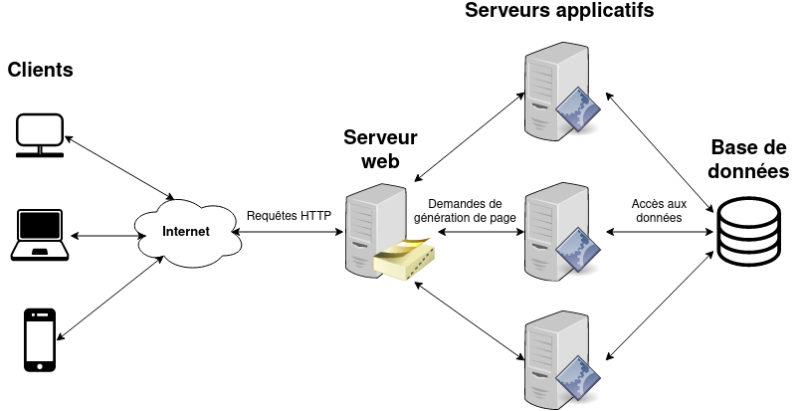 Serveurs applicatifs
Clients
Serveur
web
Base de
données
Internet
Requêtes HTTP
Demandes de
génération de page
Accès aux
données